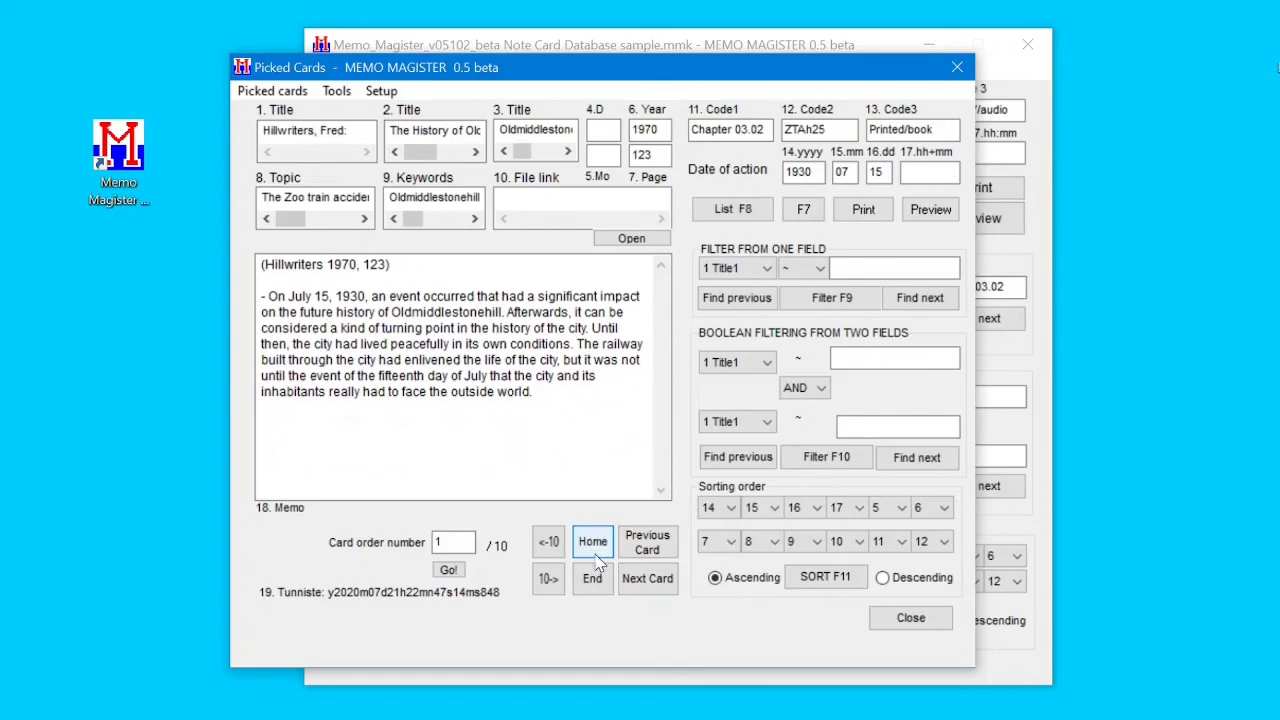 Memo_Magister_v05102_beta Note Card Database sample.mmk - MEMO MAGISTER 0.5 beta
Picked Cards - MEMO MAGISTER 0.5 beta
Picked cards Tools Setup
1. Title 2. Title 3. Title 4.D 6. Year 11. Code1 12. Code2 13. Code3
Hillwriters, Fred: The History of Ol Oldmiddleston 1970 Chapter 03.02 ZTAh25 Printed/book
123
14.yyyy 15.mm 16.dd 17.hh+mm
Date of action 1930 07 15
8. Topic 9. Keywords 10. File link 5.Mo 7. Page
The Zoo train accider Oldmiddlestonehill
List F8 F7 Print Preview
Open
(Hillwriters 1970, 123)
- On July 15, 1930, an event occurred that had a significant impact
on the future history of Oldmiddlestonehill. Afterwards, it can be
considered a kind of turning point in the history of the city. Until
then, the city had lived peacefully in its own conditions. The railway
built through the city had enlivened the life of the city, but it was not
until the event of the fifteenth day of July that the city and its
inhabitants really had to face the outside world.
18. Memo
FILTER FROM ONE FIELD
1 Title1 ~
Find previous Filter F9 Find next
BOOLEAN FILTERING FROM TWO FIELDS
1 Title1 ~
AND
1 Title1 ~
Find previous Filter F10 Find next
Sorting order
14 15 16 17 5 6
7 8 9 10 11 12
Ascending SORT F11 Descending
Close
Card order number 1 / 10
Go!
<-10 Home Previous Card
10-> End Next Card
19. Tunniste: y2020m07d21h22mn47s14ms848
3
/audio
7.hh:mm
int
view
03.02
next
next
6
12
escending
Memo
Magister ...